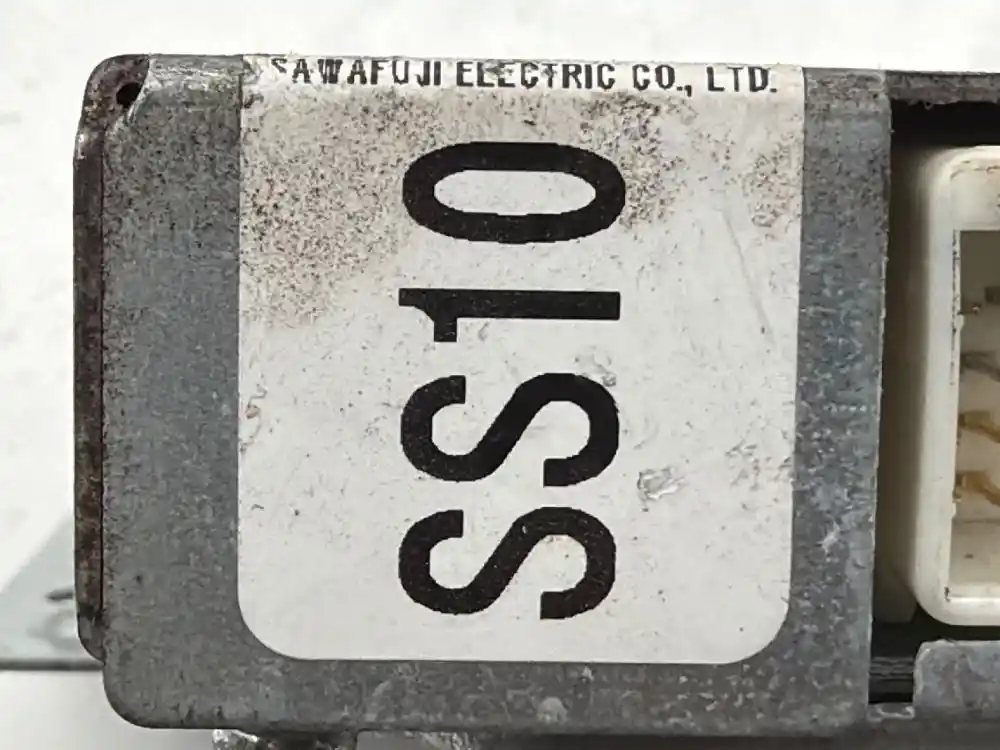 SAWAFUJI ELECTRIC CO., LTD.
SS10